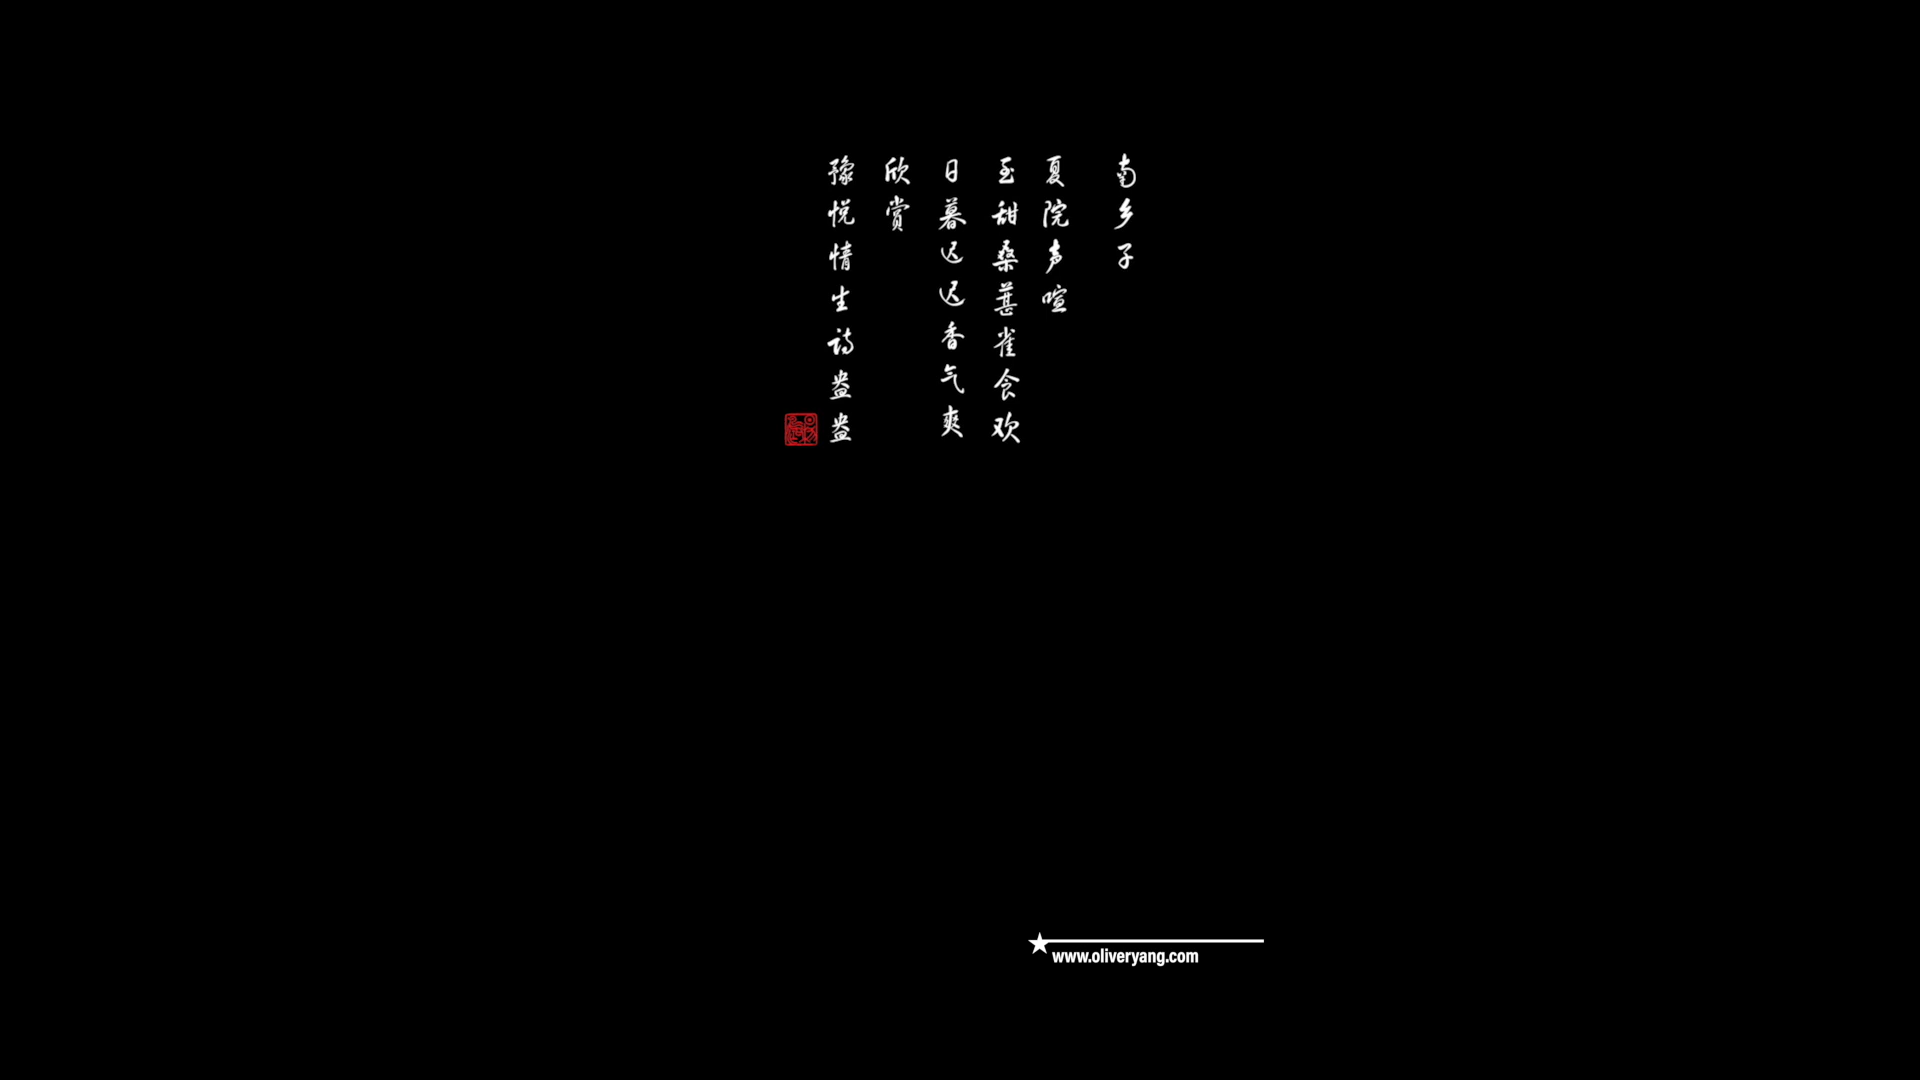 南乡子
夏院声喧
至甜桑葚雀食欢
日暮迟迟香气爽
欣赏
豫悦情生诗盎盎
www.oliveryang.com